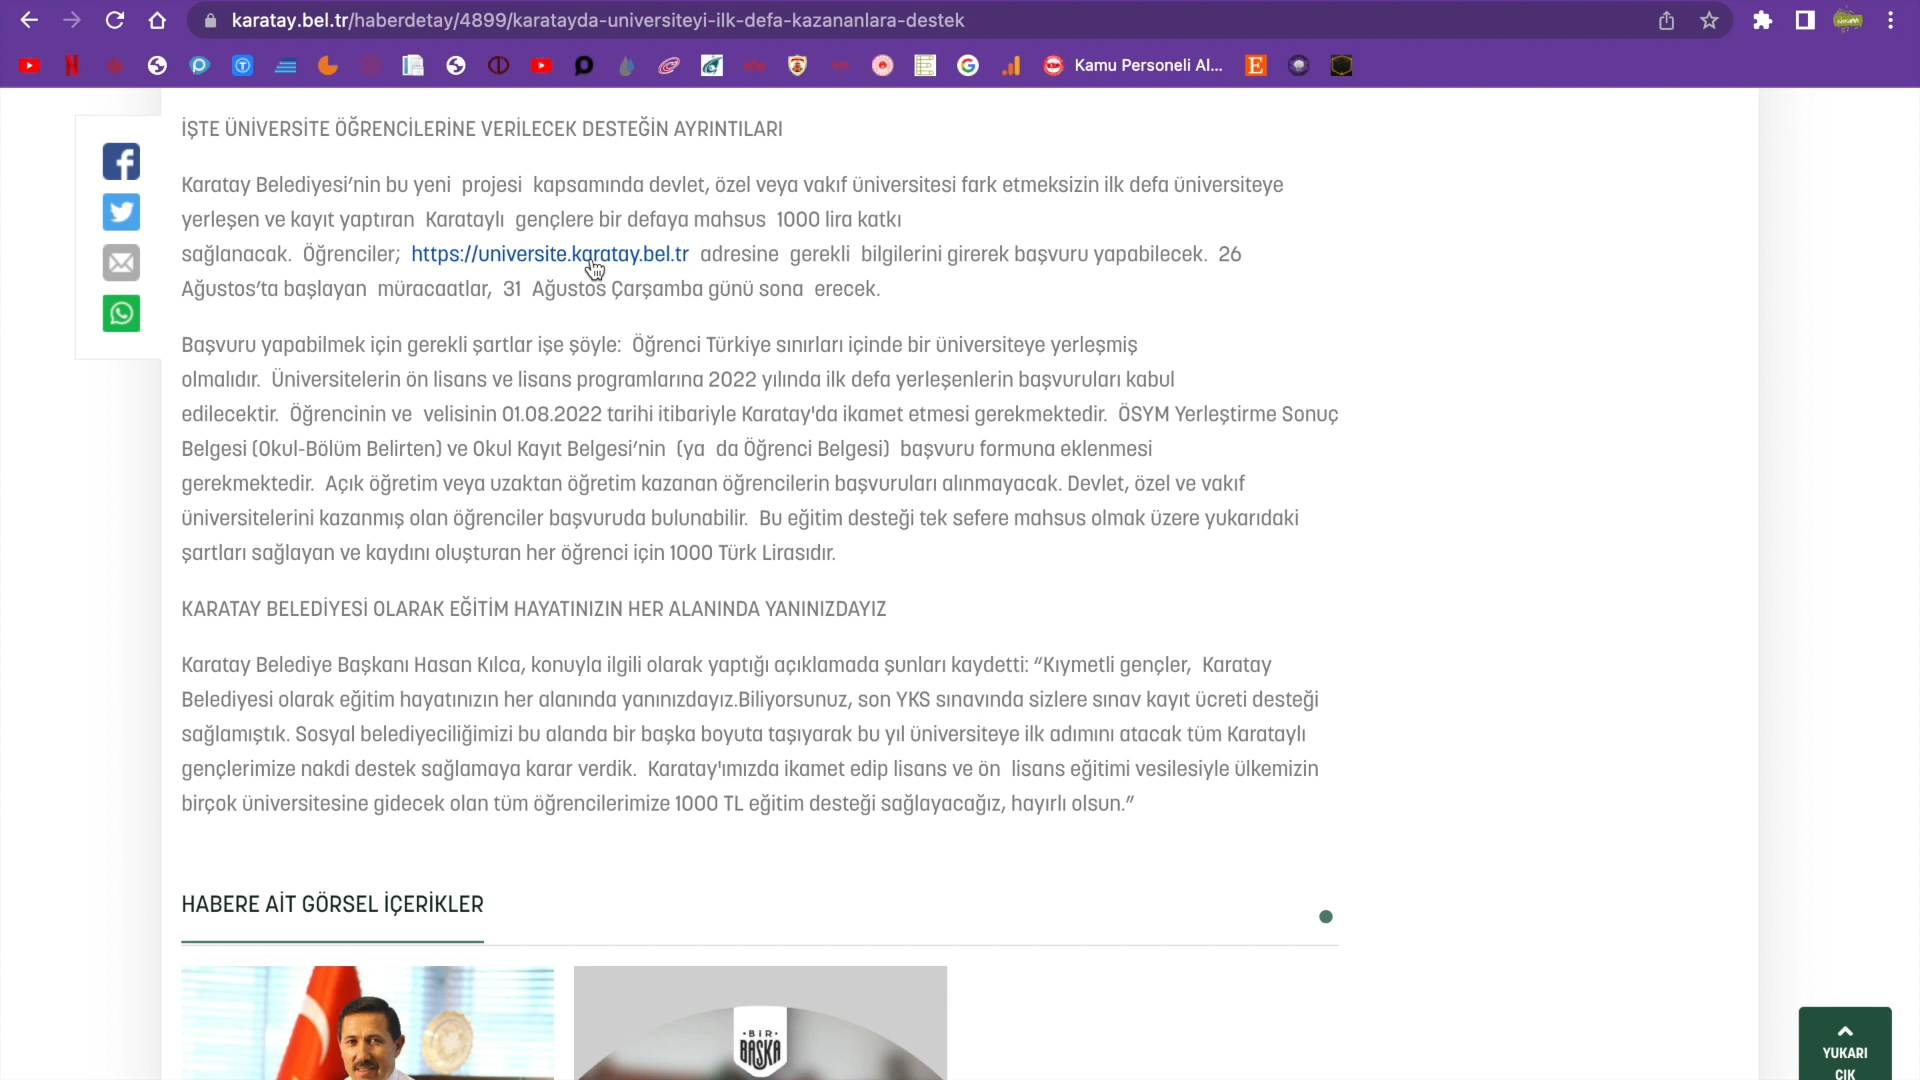 karatay.bel.tr/haberdetay/4899/karatayda-universiteyi-ilk-defa-kazananlara-destek
Kamu Personeli Al...
İŞTE ÜNİVERSİTE ÖĞRENCİLERİNE VERİLECEK DESTEĞİN AYRINTILARI
Karatay Belediyesi’nin bu yeni projesi kapsamında devlet, özel veya vakıf üniversitesi fark etmeksizin ilk defa üniversiteye
yerleşen ve kayıt yaptıran Karataylı gençlere bir defaya mahsus 1000 lira katkı
sağlanacak. Öğrenciler; https://universite.karatay.bel.tr adresine gerekli bilgilerini girerek başvuru yapabilecek. 26
Ağustos’ta başlayan müracaatlar, 31 Ağustos Çarşamba günü sona erecek.
Başvuru yapabilmek için gerekli şartlar işe şöyle: Öğrenci Türkiye sınırları içinde bir üniversiteye yerleşmiş
olmalıdır. Üniversitelerin ön lisans ve lisans programlarına 2022 yılında ilk defa yerleşenlerin başvuruları kabul
edilecektir. Öğrencinin ve velisinin 01.08.2022 tarihi itibariyle Karatay'da ikamet etmesi gerekmektedir. ÖSYM Yerleştirme Sonuç
Belgesi (Okul-Bölüm Belirten) ve Okul Kayıt Belgesi’nin (ya da Öğrenci Belgesi) başvuru formuna eklenmesi
gerekmektedir. Açık öğretim veya uzaktan öğretim kazanan öğrencilerin başvuruları alınmayacak. Devlet, özel ve vakıf
üniversitelerini kazanmış olan öğrenciler başvuruda bulunabilir. Bu eğitim desteği tek sefere mahsus olmak üzere yukarıdaki
şartları sağlayan ve kaydını oluşturan her öğrenci için 1000 Türk Lirasıdır.
KARATAY BELEDİYESİ OLARAK EĞİTİM HAYATINIZIN HER ALANINDA YANINIZDAYIZ
Karatay Belediye Başkanı Hasan Kılca, konuyla ilgili olarak yaptığı açıklamada şunları kaydetti: “Kıymetli gençler, Karatay
Belediyesi olarak eğitim hayatınızın her alanında yanınızdayız.Biliyorsunuz, son YKS sınavında sizlere sınav kayıt ücreti desteği
sağlamıştık. Sosyal belediyeciliğimizi bu alanda bir başka boyuta taşıyarak bu yıl üniversiteye ilk adımını atacak tüm Karataylı
gençlerimize nakdi destek sağlamaya karar verdik. Karatay'ımızda ikamet edip lisans ve ön lisans eğitimi vesilesiyle ülkemizin
birçok üniversitesine gidecek olan tüm öğrencilerimize 1000 TL eğitim desteği sağlayacağız, hayırlı olsun.”
HABERE AİT GÖRSEL İÇERİKLER
BİR
BAŞKA
YUKARI
ÇIK